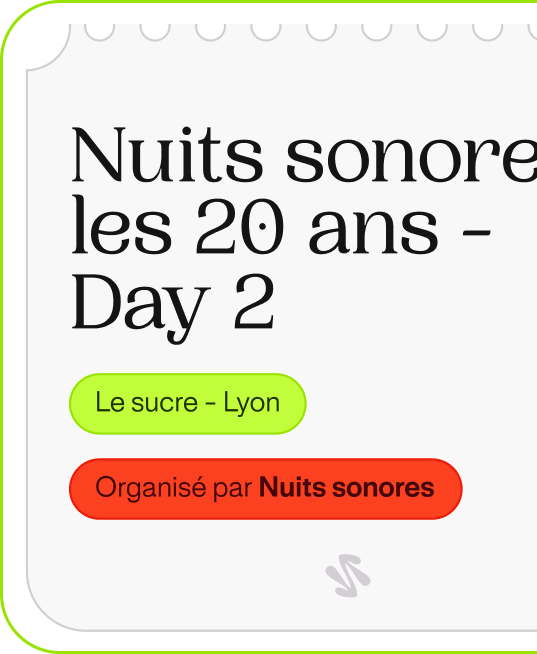 Nuits sonore
les 20 ans -
Day 2
Le sucre - Lyon
Organisé par Nuits sonores